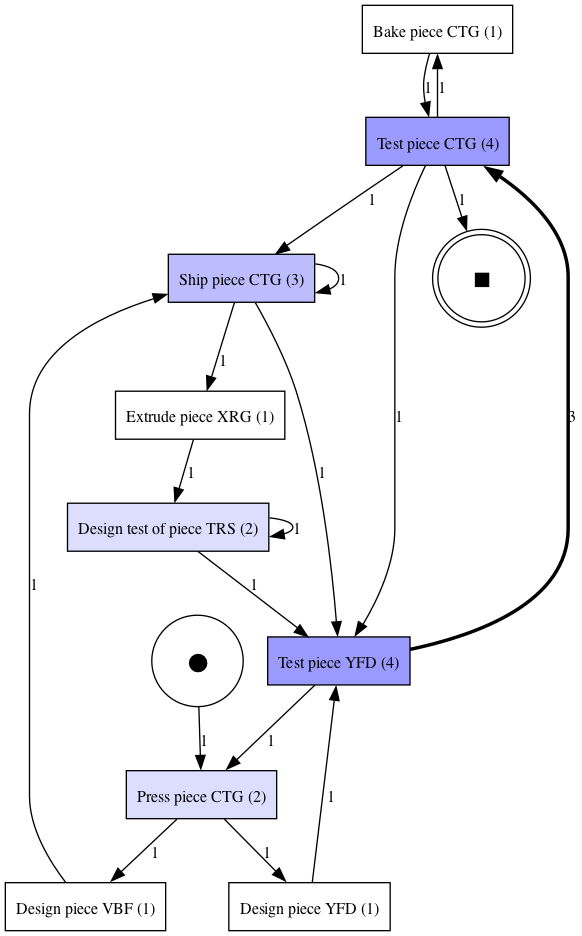 Bake piece CTG (1)
1
1
Test piece CTG (4)
1
1
Ship piece CTG (3)
1
1
Extrude piece XRG (1)
1
3
1
1
Design test of piece TRS (2)
1
1
1
Test piece YFD (4)
1
1
Press piece CTG (2)
1
1
1
Design piece VBF (1)
Design piece YFD (1)